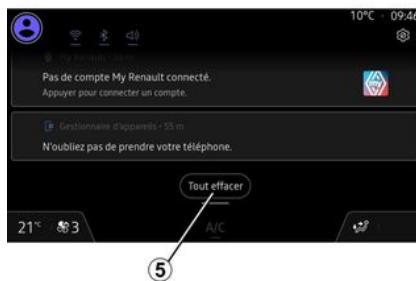 10°C 09:46
My Renault • 55 m
Pas de compte My Renault connecté.
Appuyer pour connecter un compte.
Gestionnaire d'appareils • 55 m
N'oubliez pas de prendre votre téléphone.
Tout effacer
21°C 3 A/C
5